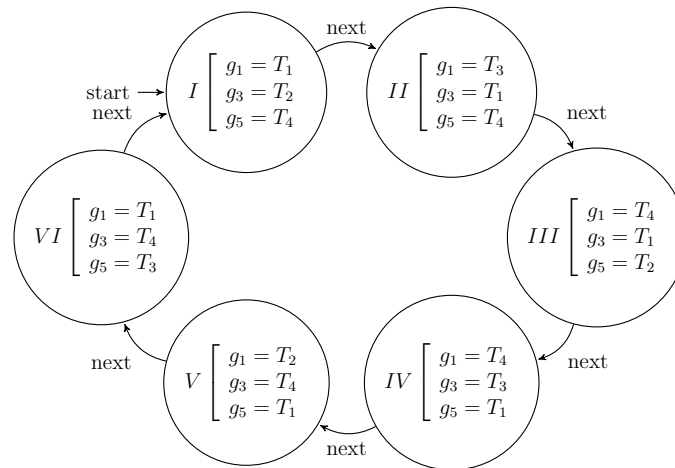 next
start
next
I [ g₁ = T₁
g₃ = T₂
g₅ = T₄
II [ g₁ = T₃
g₃ = T₁
g₅ = T₄
next
VI [ g₁ = T₁
g₃ = T₄
g₅ = T₃
III [ g₁ = T₄
g₃ = T₁
g₅ = T₂
next
V [ g₁ = T₂
g₃ = T₄
g₅ = T₁
IV [ g₁ = T₄
g₃ = T₃
g₅ = T₁
next
next